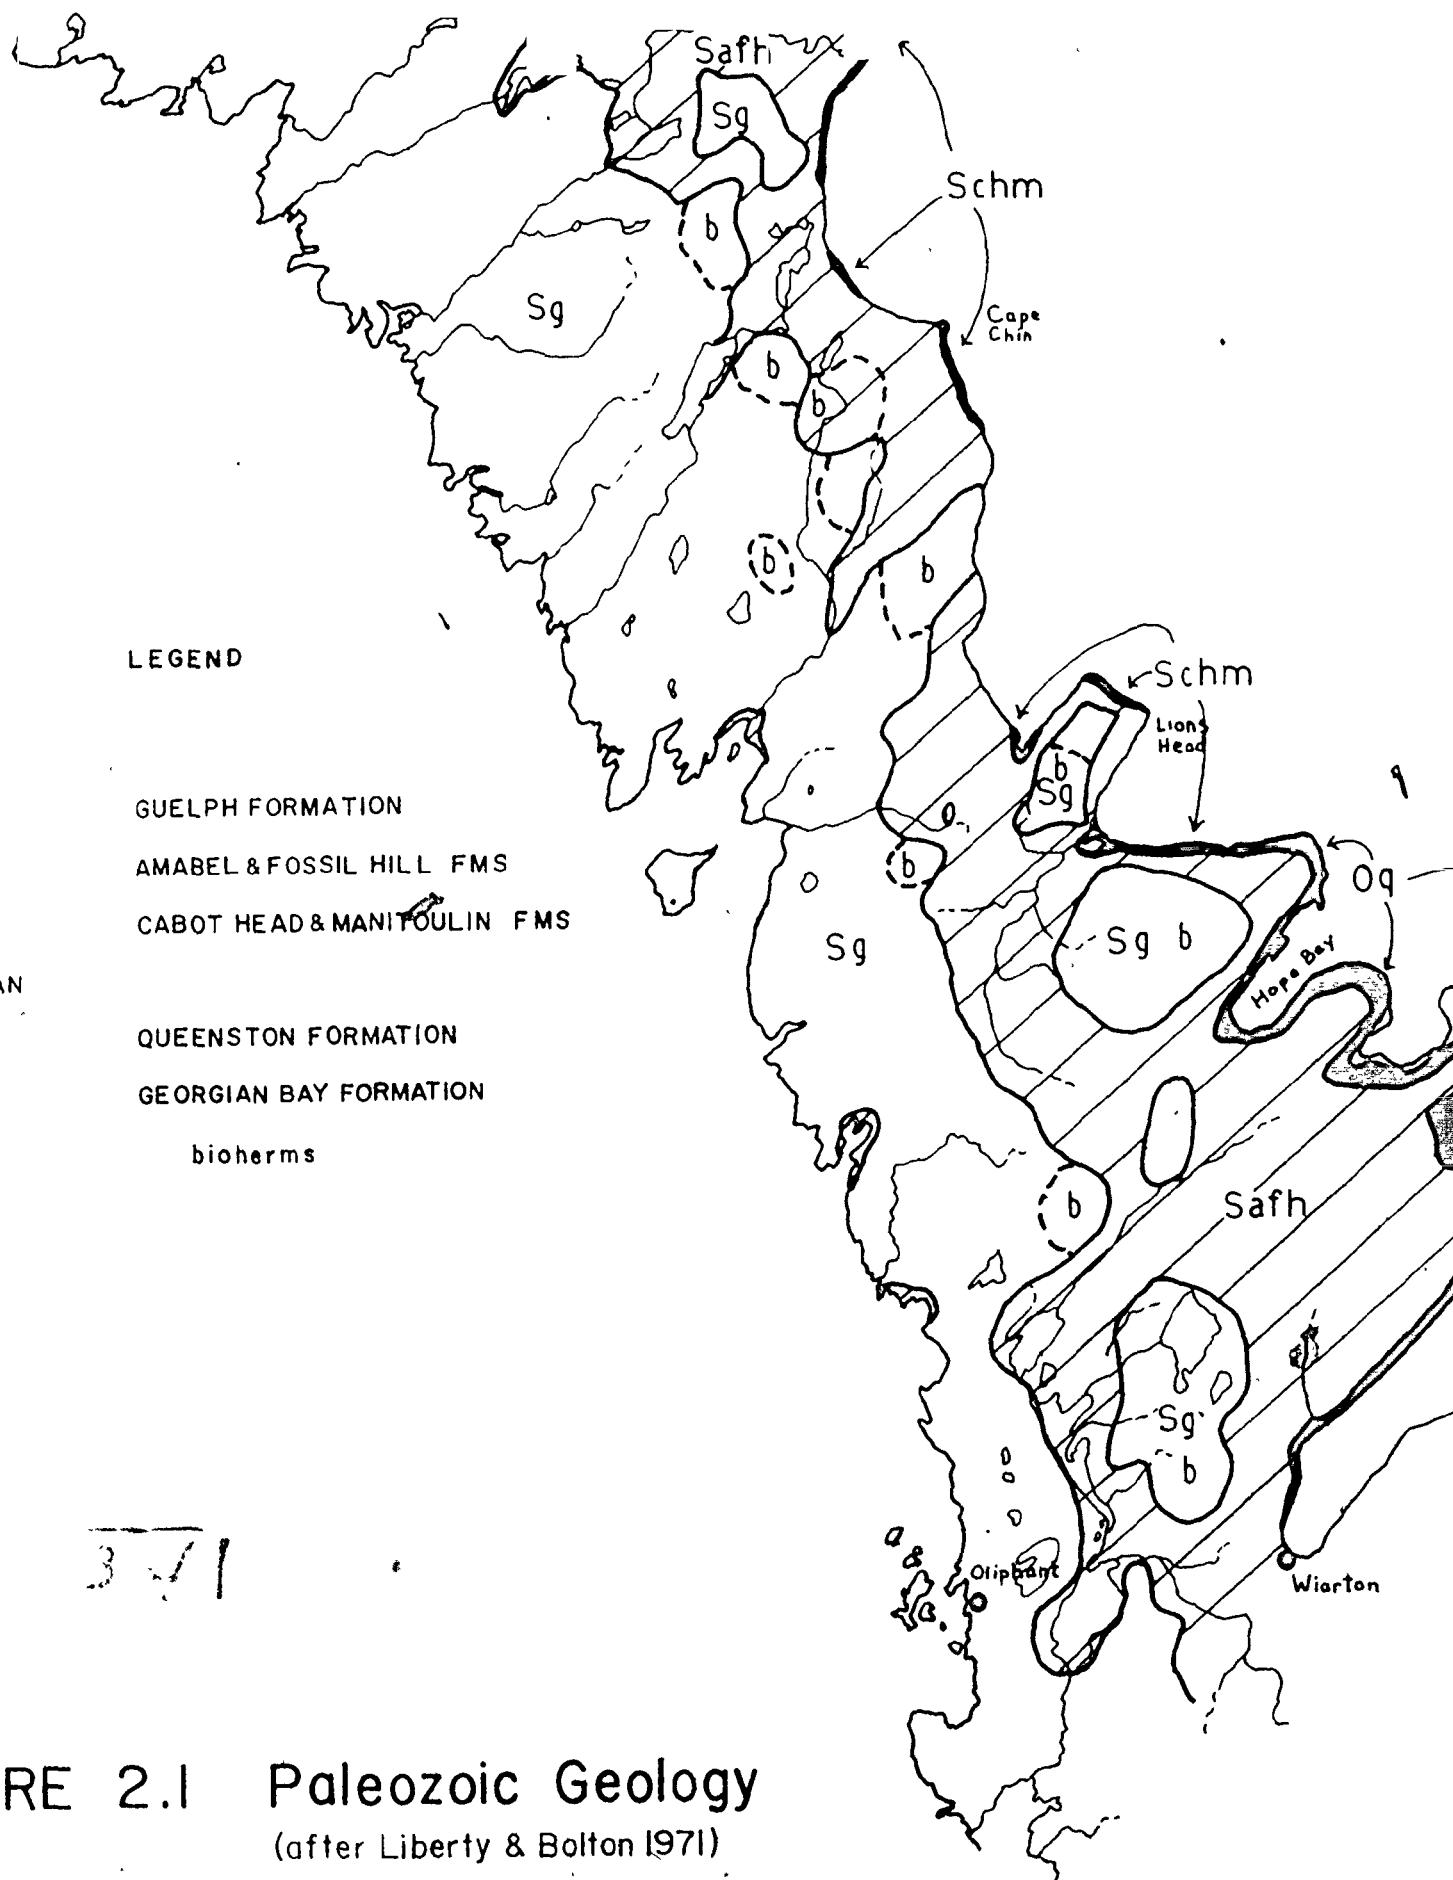 Safh
Sg
Schm
b
Sg
Cape
Chin
b
b
b
b
LEGEND
Schm
Lions
Head
b
Sg
GUELPH FORMATION
AMABEL & FOSSIL HILL FMS
b
Og
CABOT HEAD & MANITOULIN FMS
Sg
Sg b
Hope Bay
AN
QUEENSTON FORMATION
GEORGIAN BAY FORMATION
bioherms
b
Safh
Sg
b
Oliphant
Wiarton
RE 2.1 Paleozoic Geology
(after Liberty & Bolton 1971)